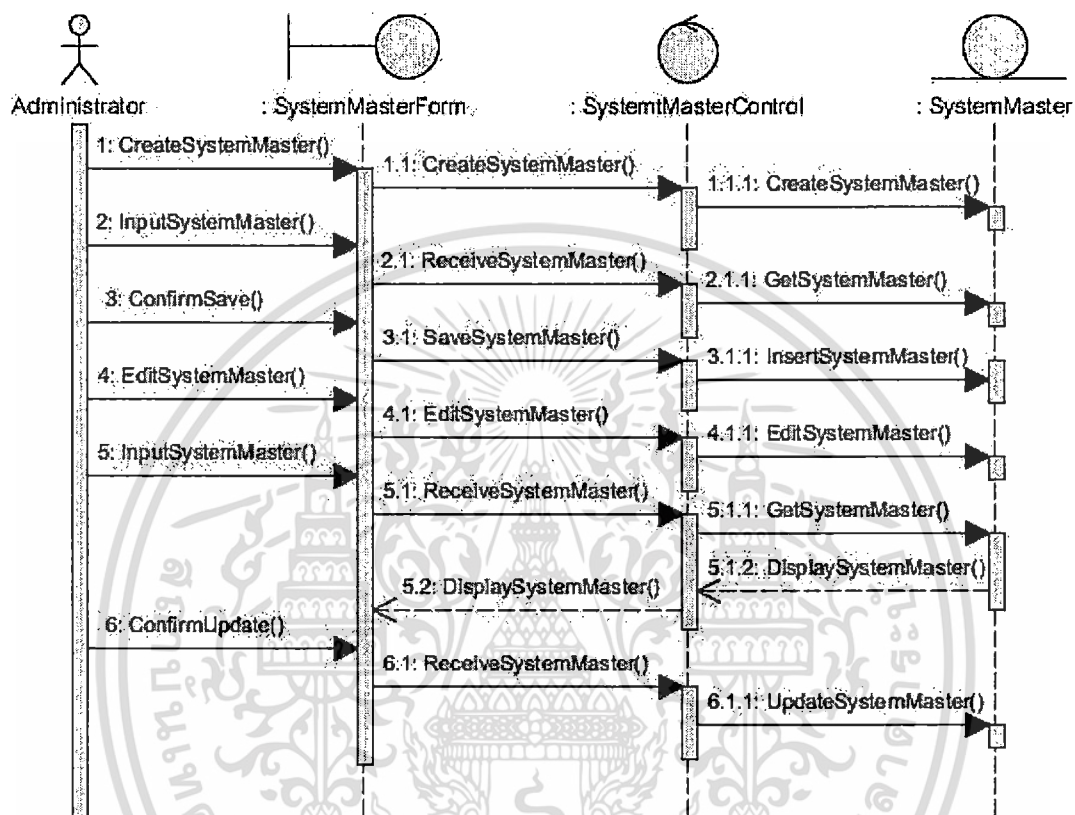 Administrator
: SystemMasterForm
: SystemtMasterControl
: SystemMaster
1: CreateSystemMaster()
1.1: CreateSystemMaster()
1.1.1: CreateSystemMaster()
2: InputSystemMaster()
2.1: ReceiveSystemMaster()
2.1.1: GetSystemMaster()
3: ConfirmSave()
3.1: SaveSystemMaster()
3.1.1: InsertSystemMaster()
4: EditSystemMaster()
4.1: EditSystemMaster()
4.1.1: EditSystemMaster()
5: InputSystemMaster()
5.1: ReceiveSystemMaster()
5.1.1: GetSystemMaster()
5.1.2: DisplaySystemMaster()
5.2: DisplaySystemMaster()
6: ConfirmUpdate()
6.1: ReceiveSystemMaster()
6.1.1: UpdateSystemMaster()